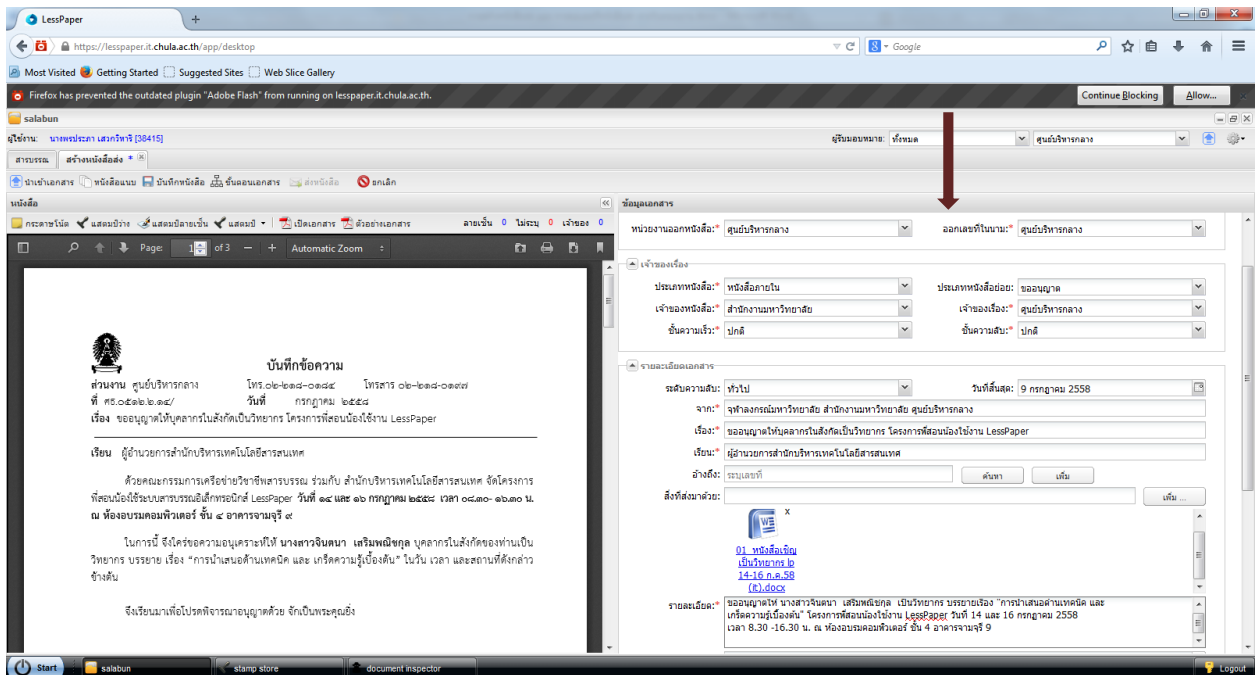 LessPaper
https://lesspaper.it.chula.ac.th/app/desktop
Google
Most Visited Getting Started Suggested Sites Web Slice Gallery
Firefox has prevented the outdated plugin "Adobe Flash" from running on lesspaper.it.chula.ac.th.
Continue Blocking Allow...
salabun
ผู้ใช้งาน: นางพรประภา เสวกวิหารี [38415]
ผู้รับมอบหมาย: ทั้งหมด ศูนย์บริหารกลาง
สารบรรณ สร้างหนังสือส่ง *
นำเข้าเอกสาร หนังสือแนบ บันทึกหนังสือ ขั้นตอนเอกสาร ส่งหนังสือ ยกเลิก
หนังสือ
กระดาษโน้ต แสตมป์ว่าง แสตมป์ลายเซ็น แสตมป์ เปิดเอกสาร ตัวอย่างเอกสาร ลายเซ็น 0 ไม่ระบุ 0 เจ้าของ 0
Page: 1 of 3 Automatic Zoom
บันทึกข้อความ
ส่วนงาน ศูนย์บริหารกลาง โทร.๐๒-๒๑๘-๐๑๘๔ โทรสาร ๐๒-๒๑๘-๐๑๙๗
ที่ ศธ.๐๕๑๒.๒.๑๔/ วันที่ กรกฎาคม ๒๕๕๘
เรื่อง ขออนุญาตให้บุคลากรในสังกัดเป็นวิทยากร โครงการพี่สอนน้องใช้งาน LessPaper
เรียน ผู้อำนวยการสำนักบริหารเทคโนโลยีสารสนเทศ
ด้วยคณะกรรมการเครือข่ายวิชาชีพสารบรรณ ร่วมกับ สำนักบริหารเทคโนโลยีสารสนเทศ จัดโครงการ
พี่สอนน้องใช้ระบบสารบรรณอิเล็กทรอนิกส์ LessPaper วันที่ ๑๔ และ ๑๖ กรกฎาคม ๒๕๕๘ เวลา ๐๘.๓๐- ๑๖.๓๐ น.
ณ ห้องอบรมคอมพิวเตอร์ ชั้น ๔ อาคารจามจุรี ๙
ในการนี้ จึงใคร่ขอความอนุเคราะห์ให้ นางสาวจินตนา เสริมพณิชกุล บุคลากรในสังกัดของท่านเป็น
วิทยากร บรรยาย เรื่อง "การนำเสนอด้านเทคนิค และ เกร็ดความรู้เบื้องต้น" ในวัน เวลา และสถานที่ดังกล่าว
ข้างต้น
จึงเรียนมาเพื่อโปรดพิจารณาอนุญาตด้วย จักเป็นพระคุณยิ่ง
ข้อมูลเอกสาร
หน่วยงานออกหนังสือ:* ศูนย์บริหารกลาง ออกเลขที่ในนาม:* ศูนย์บริหารกลาง
เจ้าของเรื่อง
ประเภทหนังสือ:* หนังสือภายใน ประเภทหนังสือย่อย: ขออนุญาต
เจ้าของหนังสือ:* สำนักงานมหาวิทยาลัย เจ้าของเรื่อง:* ศูนย์บริหารกลาง
ชั้นความเร็ว:* ปกติ ชั้นความลับ:* ปกติ
รายละเอียดเอกสาร
ระดับความลับ: ทั่วไป วันที่สิ้นสุด: 9 กรกฎาคม 2558
จาก:* จุฬาลงกรณ์มหาวิทยาลัย สำนักงานมหาวิทยาลัย ศูนย์บริหารกลาง
เรื่อง:* ขออนุญาตให้บุคลากรในสังกัดเป็นวิทยากร โครงการพี่สอนน้องใช้งาน LessPaper
เรียน:* ผู้อำนวยการสำนักบริหารเทคโนโลยีสารสนเทศ
อ้างถึง: ระบุเลขที่ ค้นหา เพิ่ม
สิ่งที่ส่งมาด้วย: เพิ่ม ...
x
01_หนังสือเชิญ
เป็นวิทยากร lp
14-16 ก.ค.58
(it).docx
รายละเอียด:* ขออนุญาตให้ นางสาวจินตนา เสริมพณิชกุล เป็นวิทยากร บรรยายเรื่อง "การนำเสนอด้านเทคนิค และ
เกร็ดความรู้เบื้องต้น" โครงการพี่สอนน้องใช้งาน LessPaper วันที่ 14 และ 16 กรกฎาคม 2558
เวลา 8.30 -16.30 น. ณ ห้องอบรมคอมพิวเตอร์ ชั้น 4 อาคารจามจุรี 9
Start salabun stamp store document inspector Logout